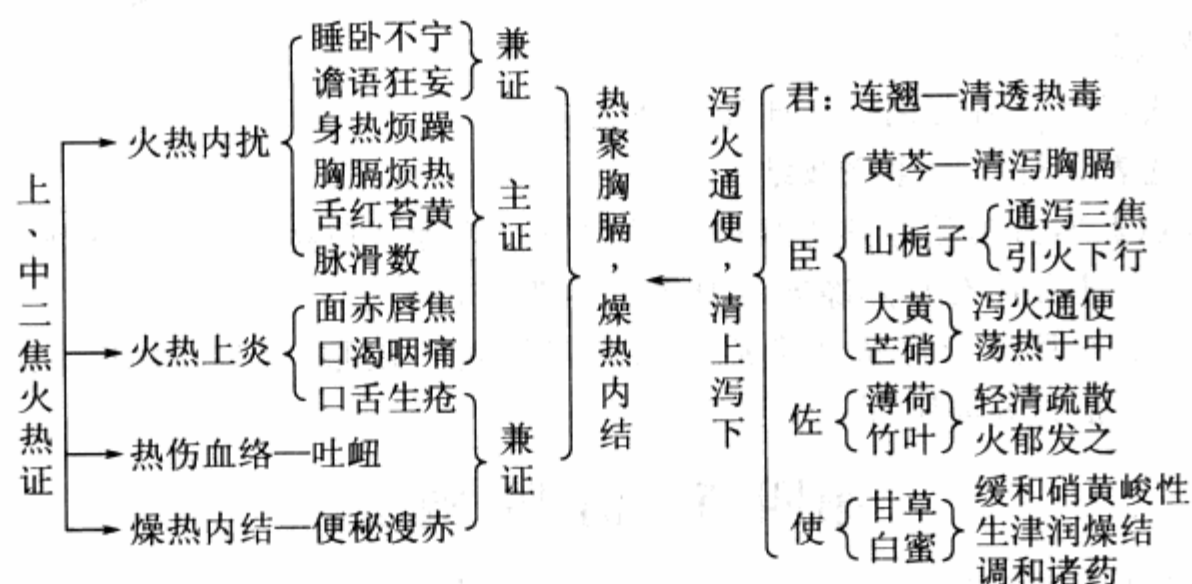 上、中二焦火热证
火热内扰
睡卧不宁
谵语狂妄
兼证
身热烦躁
胸膈烦热
舌红苔黄
脉滑数
主证
火热上炎
面赤唇焦
口渴咽痛
口舌生疮
热伤血络—吐衄
燥热内结—便秘溲赤
兼证
热聚胸膈，燥热内结
泻火通便，清上泻下
君：连翘—清透热毒
臣
黄芩—清泻胸膈
山栀子
通泻三焦
引火下行
大黄
芒硝
泻火通便
荡热于中
佐
薄荷
竹叶
轻清疏散
火郁发之
使
甘草
白蜜
缓和硝黄峻性
生津润燥结
调和诸药